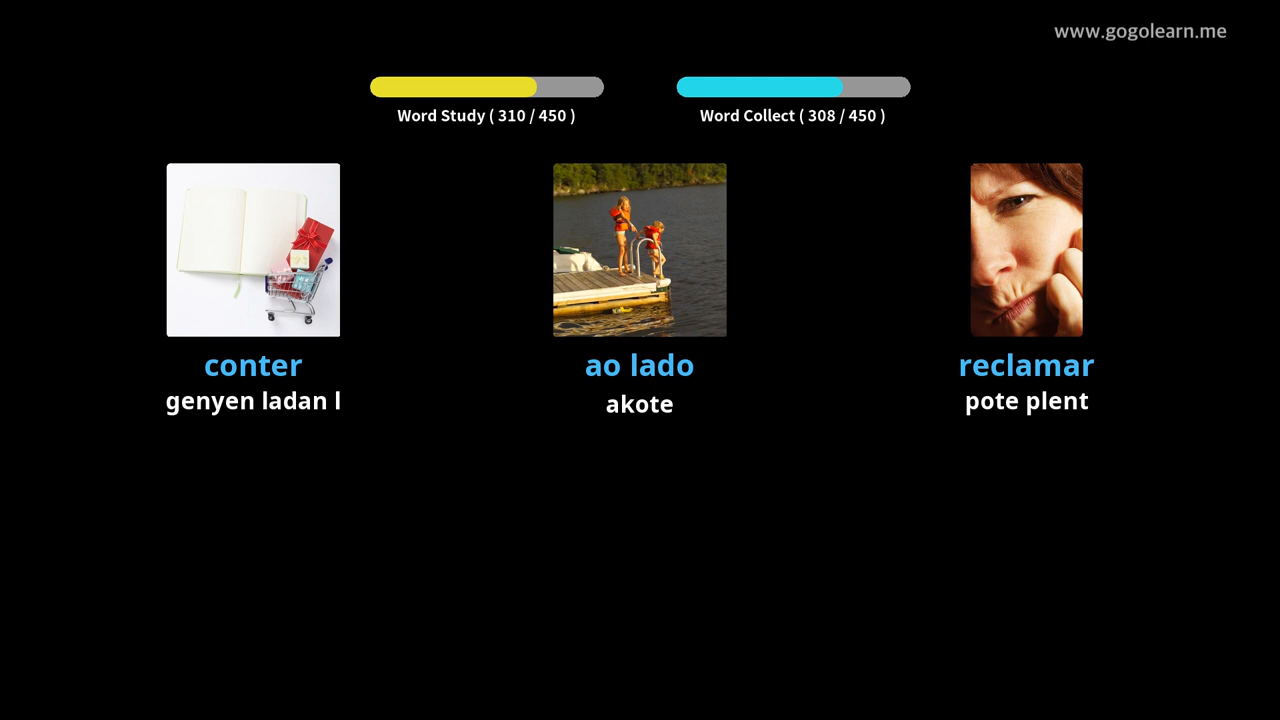 www.gogolearn.me
Word Study ( 310 / 450 )
Word Collect ( 308 / 450 )
conter
genyen ladan l
ao lado
akote
reclamar
pote plent